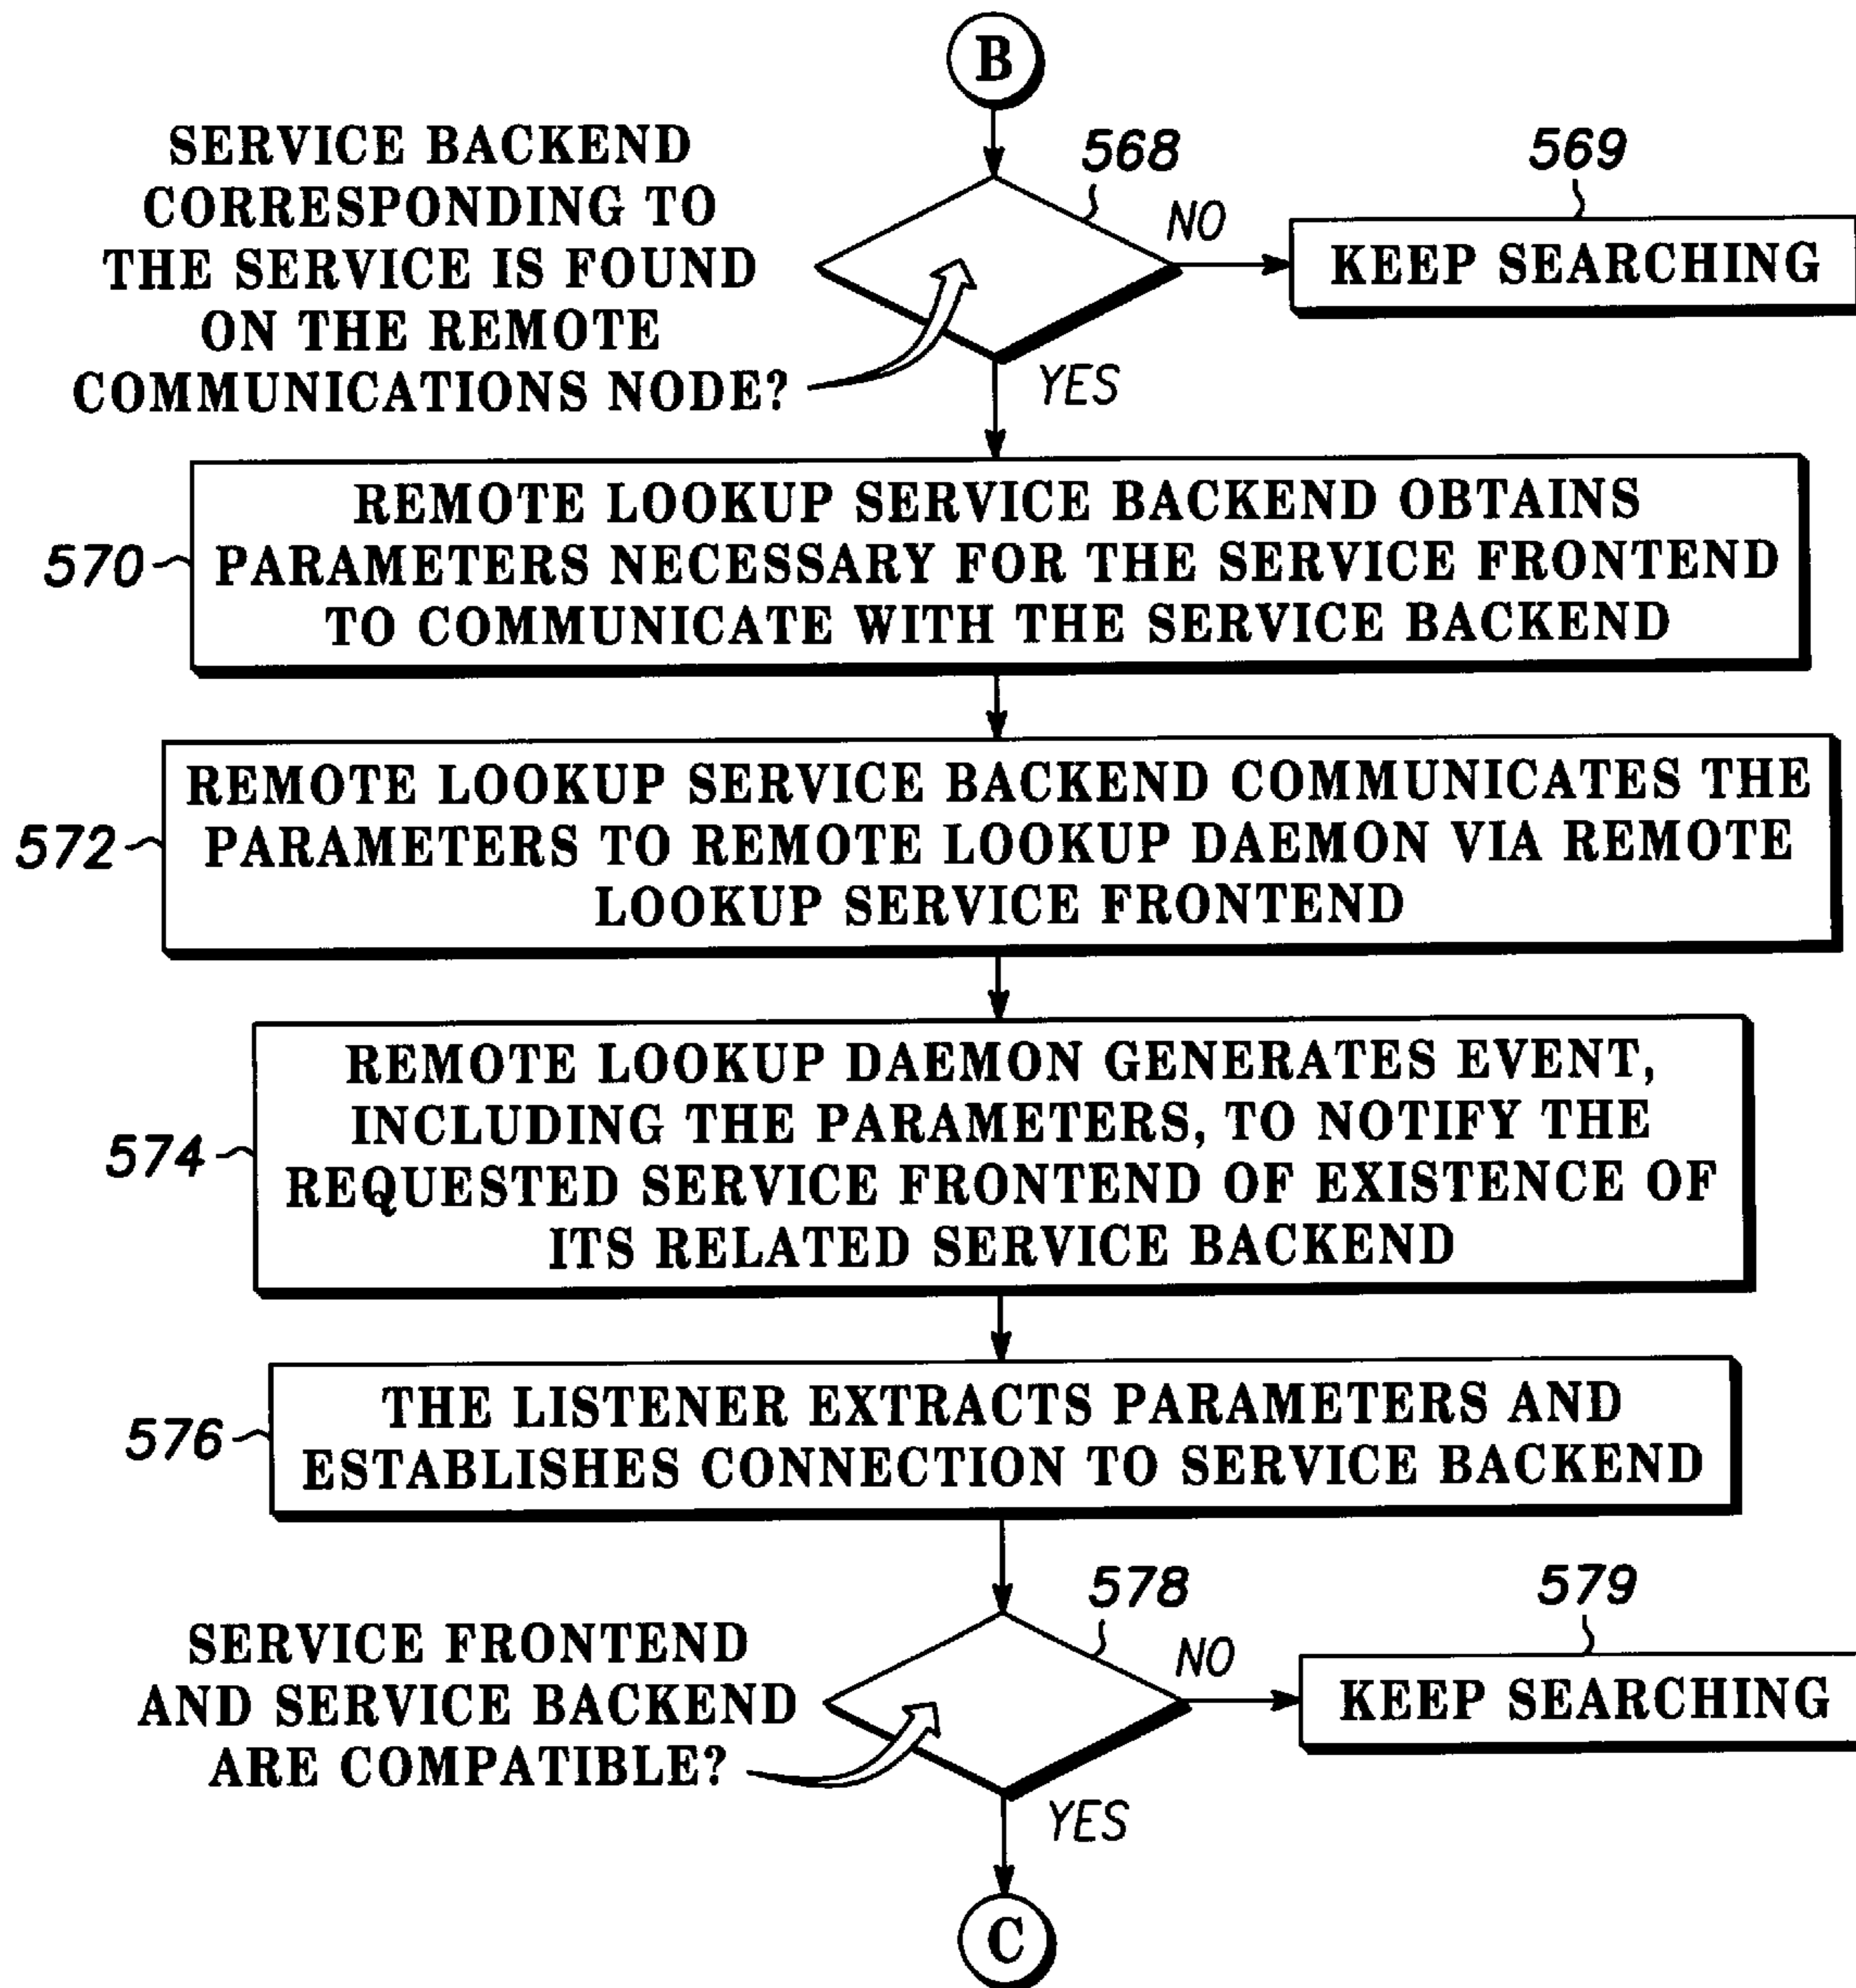 B
SERVICE BACKEND
CORRESPONDING TO
THE SERVICE IS FOUND
ON THE REMOTE
COMMUNICATIONS NODE?
568
NO
569
KEEP SEARCHING
YES
570
REMOTE LOOKUP SERVICE BACKEND OBTAINS
PARAMETERS NECESSARY FOR THE SERVICE FRONTEND
TO COMMUNICATE WITH THE SERVICE BACKEND
572
REMOTE LOOKUP SERVICE BACKEND COMMUNICATES THE
PARAMETERS TO REMOTE LOOKUP DAEMON VIA REMOTE
LOOKUP SERVICE FRONTEND
574
REMOTE LOOKUP DAEMON GENERATES EVENT,
INCLUDING THE PARAMETERS, TO NOTIFY THE
REQUESTED SERVICE FRONTEND OF EXISTENCE OF
ITS RELATED SERVICE BACKEND
576
THE LISTENER EXTRACTS PARAMETERS AND
ESTABLISHES CONNECTION TO SERVICE BACKEND
SERVICE FRONTEND
AND SERVICE BACKEND
ARE COMPATIBLE?
578
NO
579
KEEP SEARCHING
YES
C